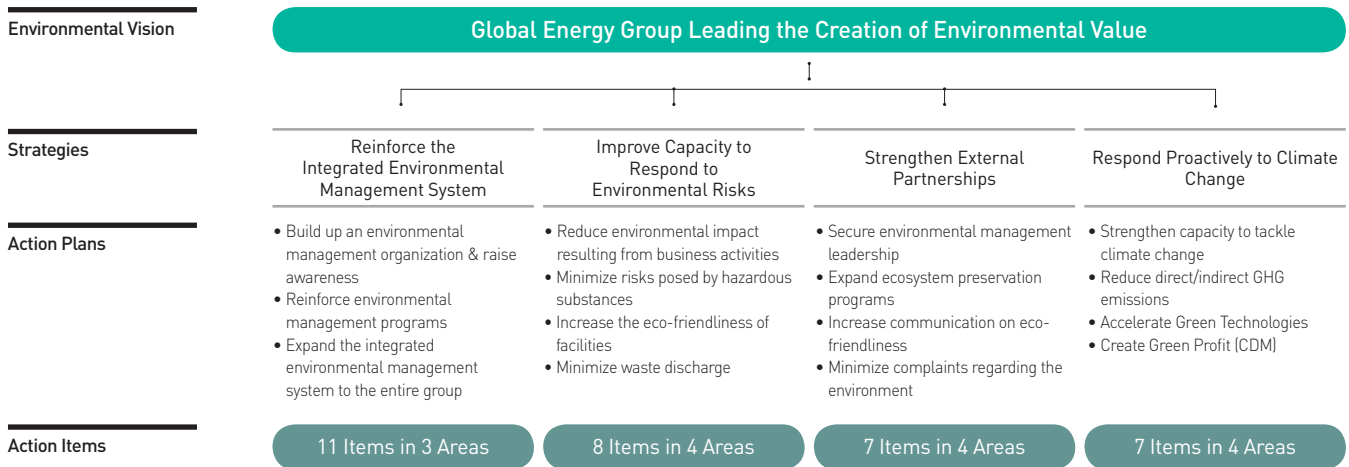 Environmental Vision
Global Energy Group Leading the Creation of Environmental Value
Strategies
Reinforce the
Integrated Environmental
Management System
Improve Capacity to
Respond to
Environmental Risks
Strengthen External
Partnerships
Respond Proactively to Climate
Change
Action Plans
• Build up an environmental
management organization & raise
awareness
• Reinforce environmental
management programs
• Expand the integrated
environmental management
system to the entire group
• Reduce environmental impact
resulting from business activities
• Minimize risks posed by hazardous
substances
• Increase the eco-friendliness of
facilities
• Minimize waste discharge
• Secure environmental management
leadership
• Expand ecosystem preservation
programs
• Increase communication on eco-
friendliness
• Minimize complaints regarding the
environment
• Strengthen capacity to tackle
climate change
• Reduce direct/indirect GHG
emissions
• Accelerate Green Technologies
• Create Green Profit (CDM)
Action Items
11 Items in 3 Areas
8 Items in 4 Areas
7 Items in 4 Areas
7 Items in 4 Areas